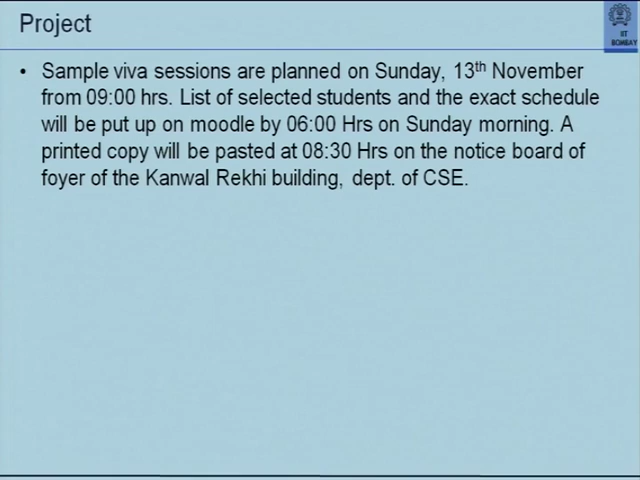 Project
IIT
BOMBAY
• Sample viva sessions are planned on Sunday, 13th November
from 09:00 hrs. List of selected students and the exact schedule
will be put up on moodle by 06:00 Hrs on Sunday morning. A
printed copy will be pasted at 08:30 Hrs on the notice board of
foyer of the Kanwal Rekhi building, dept. of CSE.